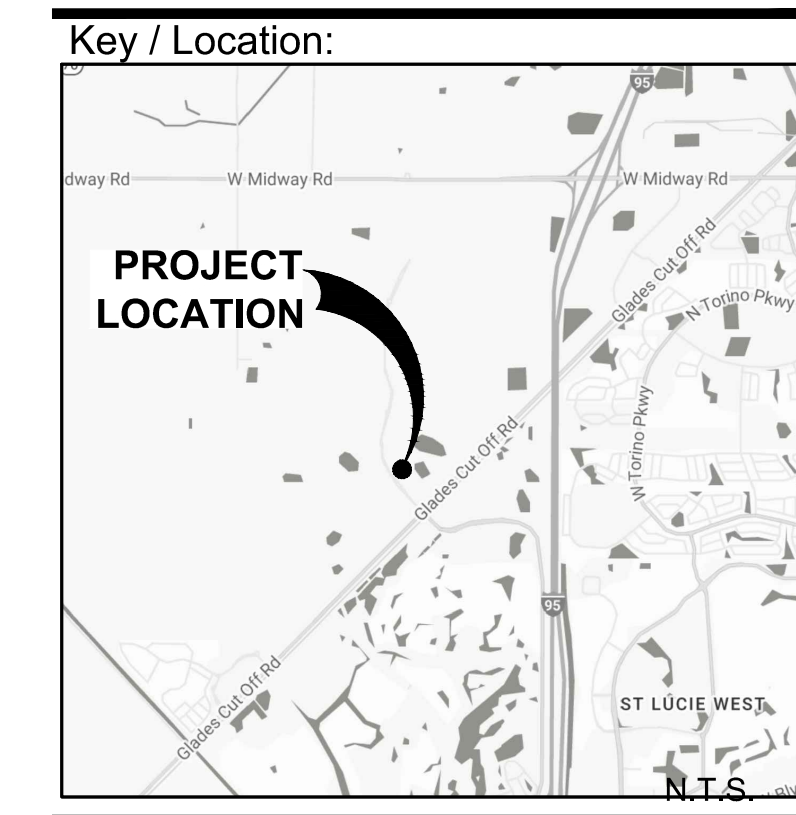 Key / Location:
95
dway Rd
W Midway Rd
W Midway Rd
Glades Cut Off Rd
PROJECT
LOCATION
N Torino Pkwy
W Torino Pkwy
Glades Cut Off Rd
95
Glades Cut Off Rd
ST LUCIE WEST
N.T.S.